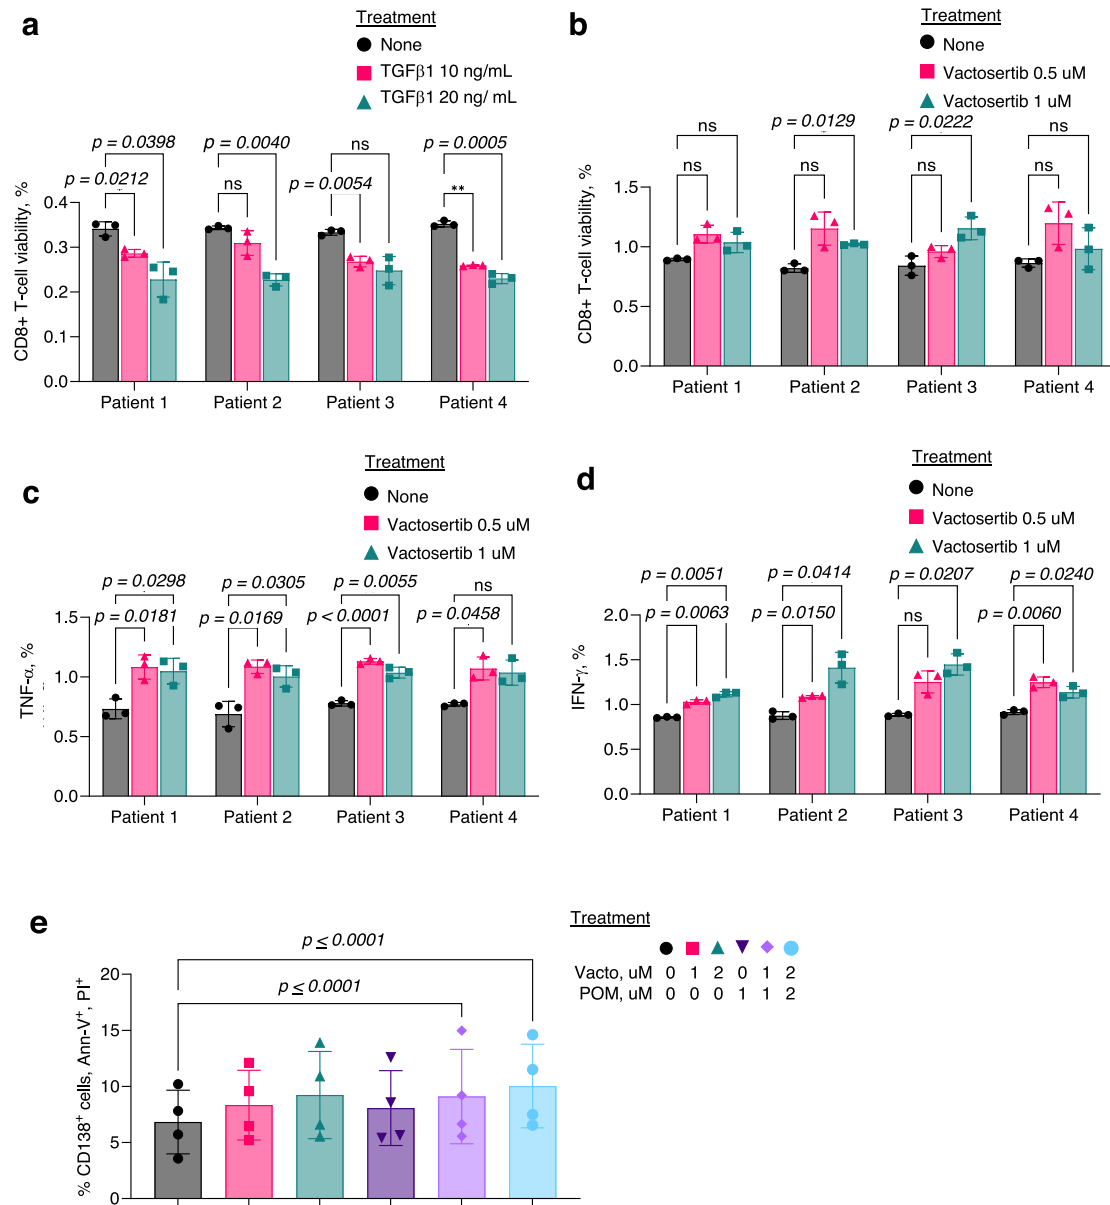 a
Treatment
None
TGFβ1 10 ng/mL
TGFβ1 20 ng/ mL
p = 0.0398
p = 0.0040
ns
p = 0.0005
p = 0.0212
ns
p = 0.0054
**
CD8+ T-cell viability, %
0.4
0.3
0.2
0.1
0.0
Patient 1
Patient 2
Patient 3
Patient 4
b
Treatment
None
Vactosertib 0.5 uM
Vactosertib 1 uM
ns
p = 0.0129
p = 0.0222
ns
ns
ns
ns
ns
CD8+ T-cell viability, %
1.5
1.0
0.5
0.0
Patient 1
Patient 2
Patient 3
Patient 4
c
Treatment
None
Vactosertib 0.5 uM
Vactosertib 1 uM
p = 0.0298
p = 0.0305
p = 0.0055
ns
p = 0.0181
p = 0.0169
p < 0.0001
p = 0.0458
TNF-α, %
1.5
1.0
0.5
0.0
Patient 1
Patient 2
Patient 3
Patient 4
d
Treatment
None
Vactosertib 0.5 uM
Vactosertib 1 uM
p = 0.0051
p = 0.0414
p = 0.0207
p = 0.0240
p = 0.0063
p = 0.0150
ns
p = 0.0060
IFN-γ, %
2.0
1.5
1.0
0.5
0.0
Patient 1
Patient 2
Patient 3
Patient 4
e
p ≤ 0.0001
p ≤ 0.0001
% CD138⁺ cells, Ann-V⁺, PI⁺
20
15
10
5
0
Treatment
Vacto, uM 0 1 2 0 1 2
POM, uM 0 0 0 1 1 2